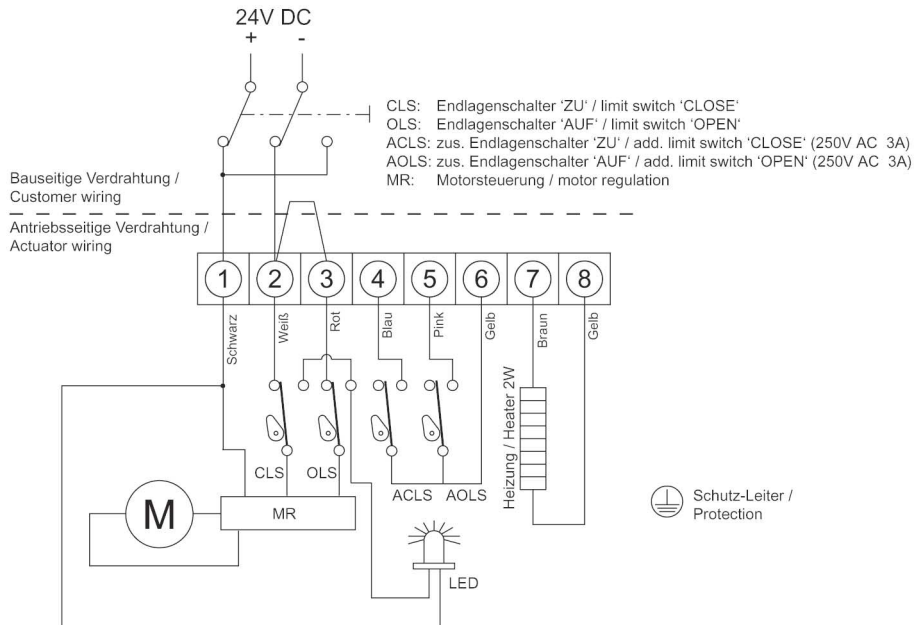 24V DC
+ -
CLS: Endlagenschalter ‘ZU‘ / limit switch ‘CLOSE‘
OLS: Endlagenschalter ‘AUF‘ / limit switch ‘OPEN‘
ACLS: zus. Endlagenschalter ‘ZU‘ / add. limit switch ‘CLOSE‘ (250V AC 3A)
AOLS: zus. Endlagenschalter ‘AUF‘ / add. limit switch ‘OPEN‘ (250V AC 3A)
MR: Motorsteuerung / motor regulation
Bauseitige Verdrahtung /
Customer wiring
Antriebsseitige Verdrahtung /
Actuator wiring
1 2 3 4 5 6 7 8
Schwarz
Weiß
Rot
Blau
Pink
Gelb
Braun
Gelb
Heizung / Heater 2W
CLS OLS
ACLS AOLS
M
MR
LED
Schutz-Leiter /
Protection